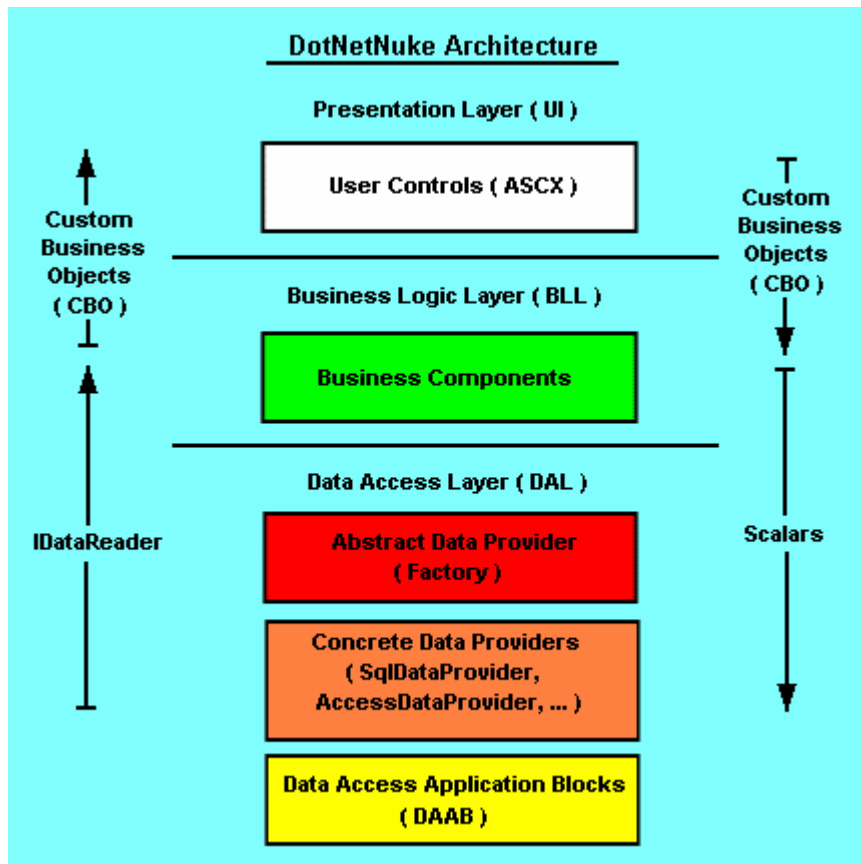 DotNetNuke Architecture
Presentation Layer ( UI )
User Controls ( ASCX )
Custom
Business
Objects
( CBO )
Custom
Business
Objects
( CBO )
Business Logic Layer ( BLL )
Business Components
Data Access Layer ( DAL )
IDataReader
Abstract Data Provider
( Factory )
Scalars
Concrete Data Providers
( SqlDataProvider,
AccessDataProvider, ... )
Data Access Application Blocks
( DAAB )